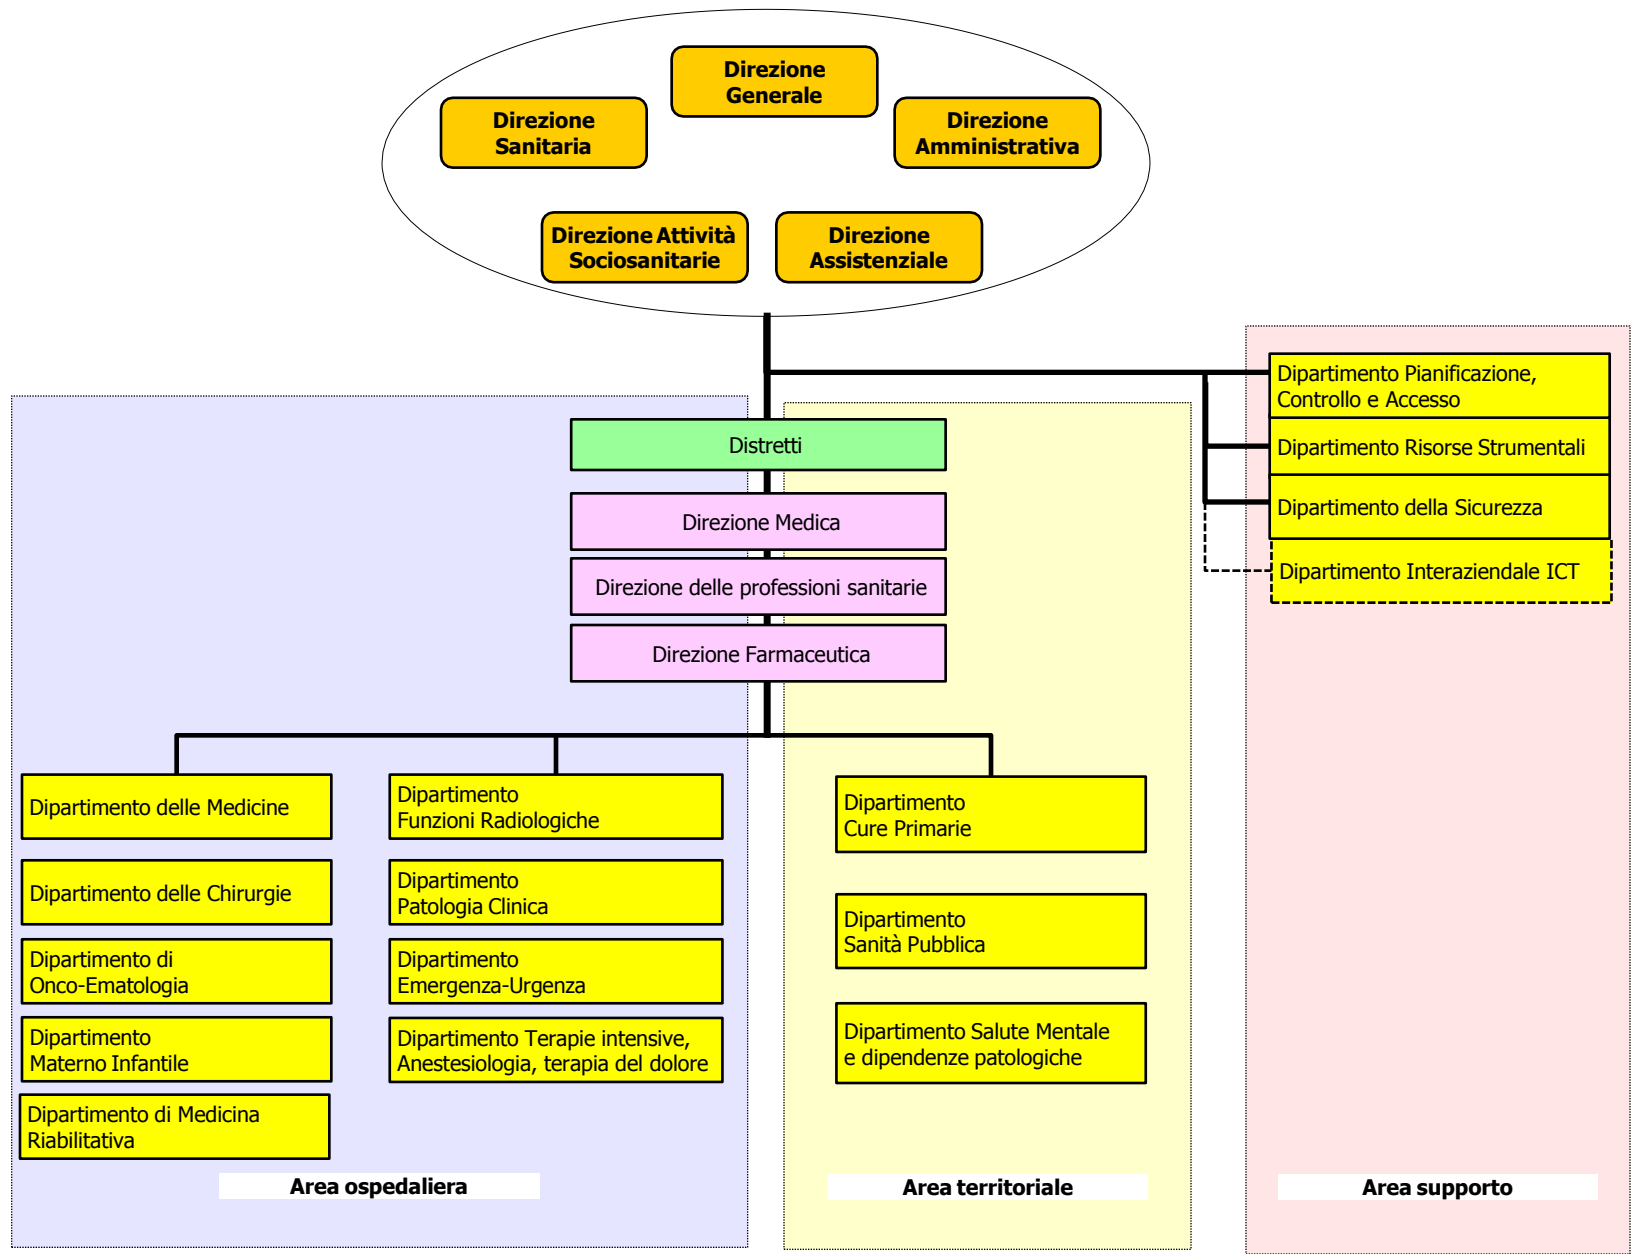 Direzione
Generale
Direzione
Sanitaria
Direzione
Amministrativa
Direzione Attività
Sociosanitarie
Direzione
Assistenziale
Dipartimento Pianificazione,
Controllo e Accesso
Dipartimento Risorse Strumentali
Dipartimento della Sicurezza
Dipartimento Interaziendale ICT
Distretti
Direzione Medica
Direzione delle professioni sanitarie
Direzione Farmaceutica
Dipartimento delle Medicine
Dipartimento delle Chirurgie
Dipartimento di
Onco-Ematologia
Dipartimento
Materno Infantile
Dipartimento di Medicina
Riabilitativa
Dipartimento
Funzioni Radiologiche
Dipartimento
Patologia Clinica
Dipartimento
Emergenza-Urgenza
Dipartimento Terapie intensive,
Anestesiologia, terapia del dolore
Dipartimento
Cure Primarie
Dipartimento
Sanità Pubblica
Dipartimento Salute Mentale
e dipendenze patologiche
Area ospedaliera
Area territoriale
Area supporto